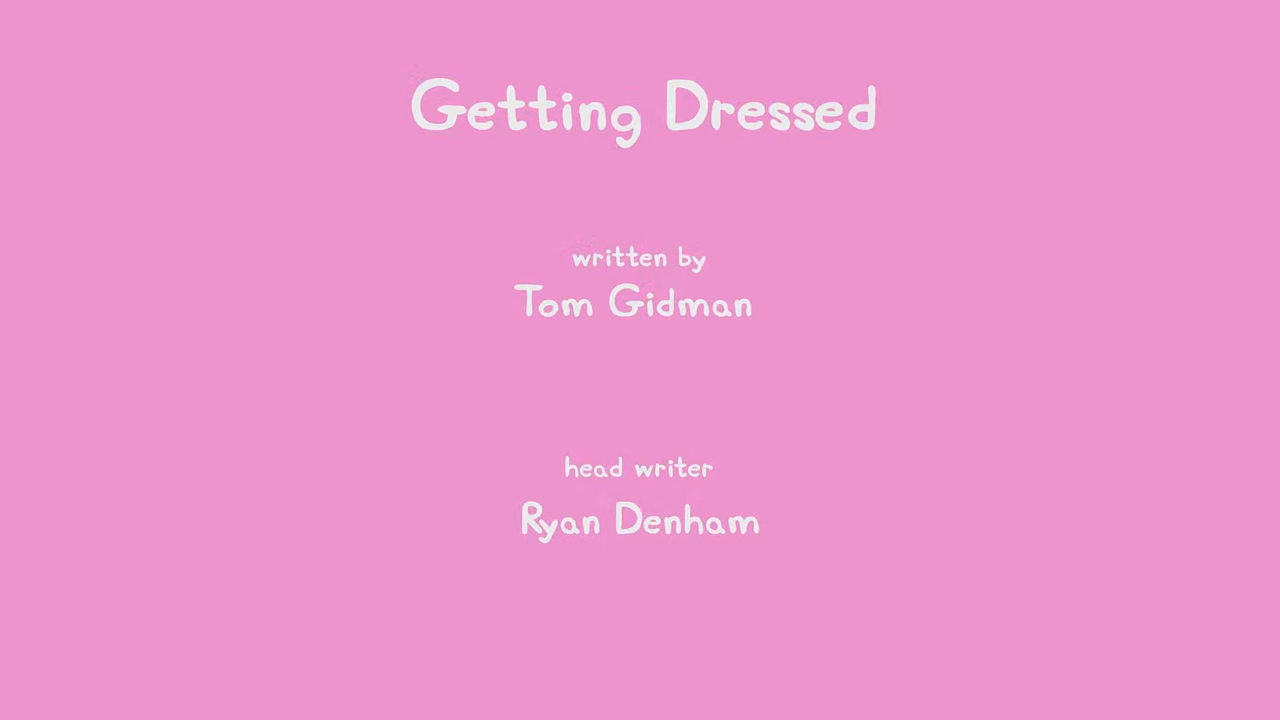 Getting Dressed
written by
Tom Gidman
head writer
Ryan Denham